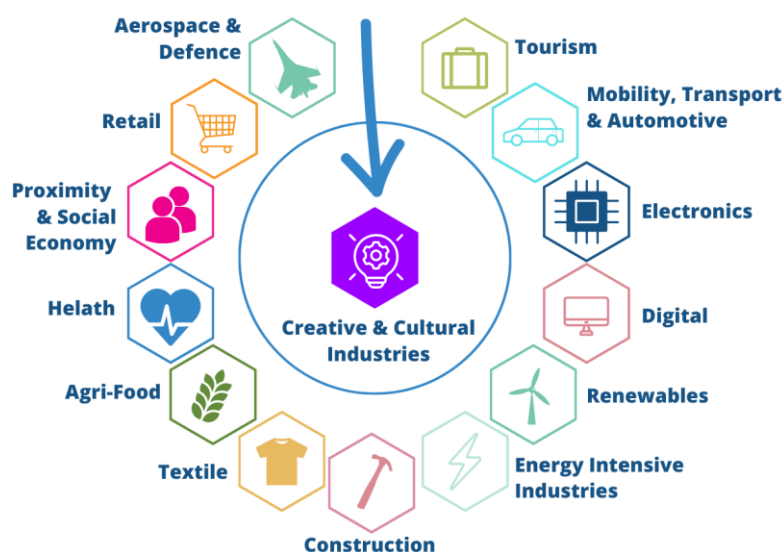 Aerospace &
Defence
Tourism
Mobility, Transport
& Automotive
Retail
Proximity
& Social
Economy
Electronics
Helath
Creative & Cultural
Industries
Digital
Agri-Food
Renewables
Textile
Energy Intensive
Industries
Construction